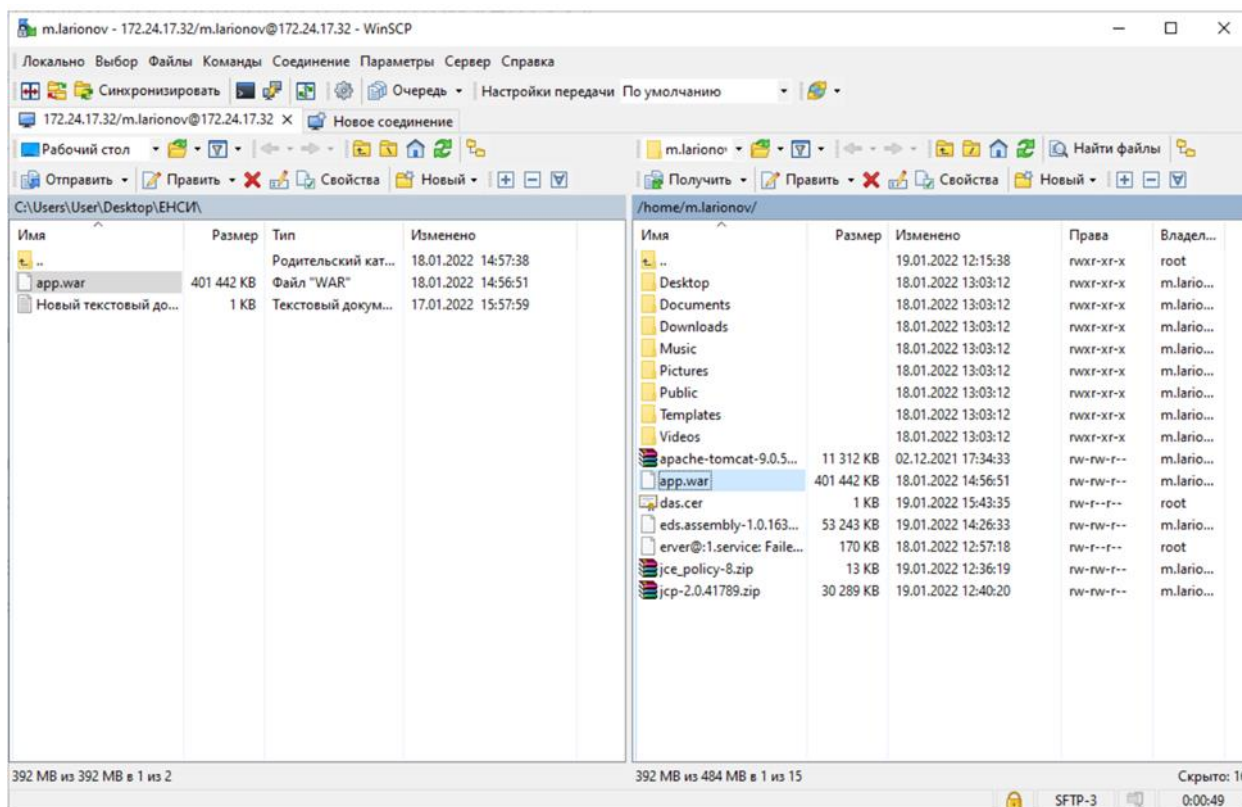 m.larionov - 172.24.17.32/m.larionov@172.24.17.32 - WinSCP
Локально Выбор Файлы Команды Соединение Параметры Сервер Справка
Синхронизировать Очередь Настройки передачи По умолчанию
172.24.17.32/m.larionov@172.24.17.32 Новое соединение
Рабочий стол m.lariono Найти файлы
Отправить Править Свойства Новый Получить Править Свойства Новый
C:\Users\User\Desktop\ЕНСИ\ /home/m.larionov/
Имя Размер Тип Изменено
.. Родительский кат... 18.01.2022 14:57:38
app.war 401 442 KB Файл "WAR" 18.01.2022 14:56:51
Новый текстовый до... 1 KB Текстовый докум... 17.01.2022 15:57:59
Имя Размер Изменено Права Владел...
.. 19.01.2022 12:15:38 rwxr-xr-x root
Desktop 18.01.2022 13:03:12 rwxr-xr-x m.lario...
Documents 18.01.2022 13:03:12 rwxr-xr-x m.lario...
Downloads 18.01.2022 13:03:12 rwxr-xr-x m.lario...
Music 18.01.2022 13:03:12 rwxr-xr-x m.lario...
Pictures 18.01.2022 13:03:12 rwxr-xr-x m.lario...
Public 18.01.2022 13:03:12 rwxr-xr-x m.lario...
Templates 18.01.2022 13:03:12 rwxr-xr-x m.lario...
Videos 18.01.2022 13:03:12 rwxr-xr-x m.lario...
apache-tomcat-9.0.5... 11 312 KB 02.12.2021 17:34:33 rw-rw-r-- m.lario...
app.war 401 442 KB 18.01.2022 14:56:51 rw-rw-r-- m.lario...
das.cer 1 KB 19.01.2022 15:43:35 rw-r--r-- root
eds.assembly-1.0.163... 53 243 KB 19.01.2022 14:26:33 rw-rw-r-- m.lario...
erver@:1.service: Faile... 170 KB 18.01.2022 12:57:18 rw-r--r-- root
jce_policy-8.zip 13 KB 19.01.2022 12:36:19 rw-rw-r-- m.lario...
jcp-2.0.41789.zip 30 289 KB 19.01.2022 12:40:20 rw-rw-r-- m.lario...
392 MB из 392 MB в 1 из 2 392 MB из 484 MB в 1 из 15 Скрыто: 1
SFTP-3 0:00:49